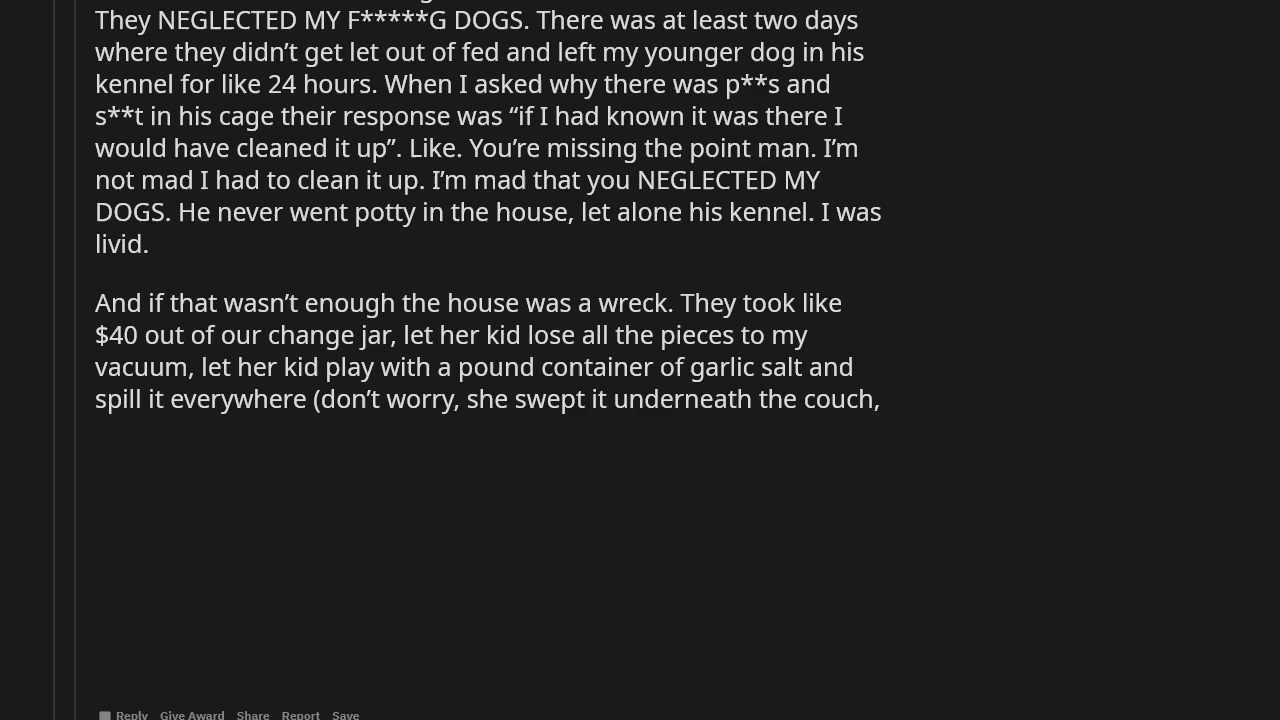 They NEGLECTED MY F*****G DOGS. There was at least two days
where they didn’t get let out of fed and left my younger dog in his
kennel for like 24 hours. When I asked why there was p**s and
s**t in his cage their response was “if I had known it was there I
would have cleaned it up”. Like. You’re missing the point man. I’m
not mad I had to clean it up. I’m mad that you NEGLECTED MY
DOGS. He never went potty in the house, let alone his kennel. I was
livid.
And if that wasn’t enough the house was a wreck. They took like
$40 out of our change jar, let her kid lose all the pieces to my
vacuum, let her kid play with a pound container of garlic salt and
spill it everywhere (don’t worry, she swept it underneath the couch,
Reply Give Award Share Report Save